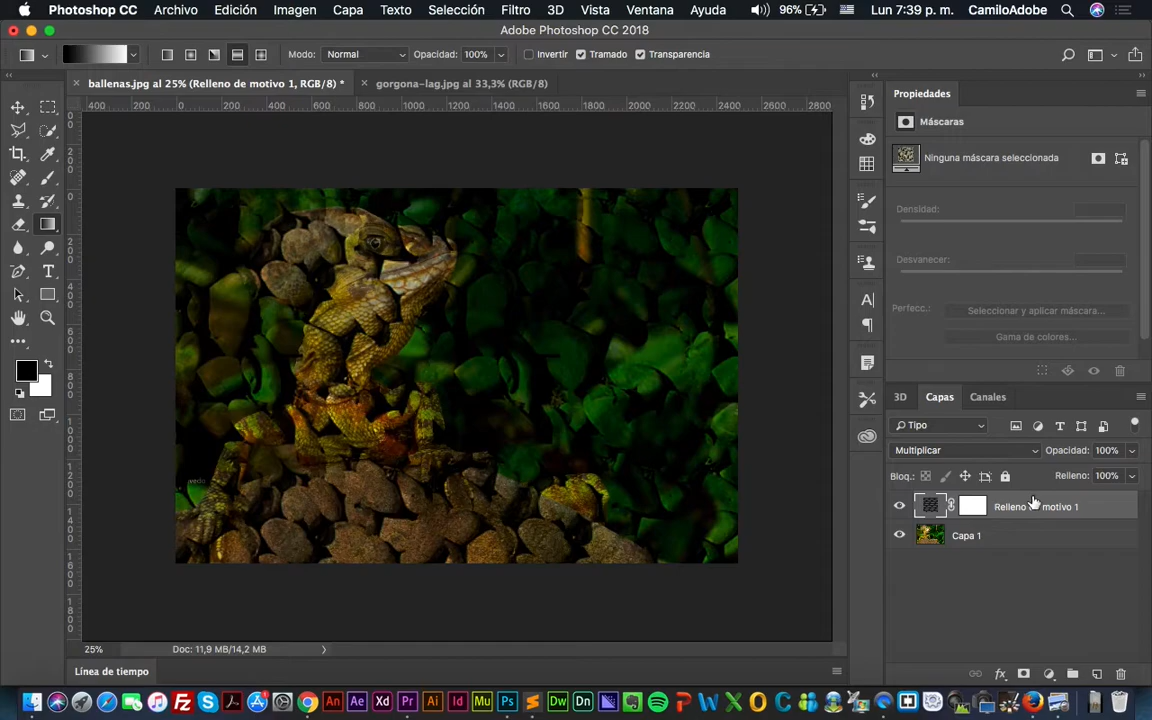 Photoshop CC Archivo Edición Imagen Capa Texto Selección Filtro 3D Vista Ventana Ayuda 96% Lun 7:39 p. m. CamiloAdobe
Adobe Photoshop CC 2018
Modo: Normal Opacidad: 100% Invertir Tramado Transparencia
ballenas.jpg al 25% (Relleno de motivo 1, RGB/8) * gorgona-lag.jpg al 33,3% (RGB/8)
400 200 0 200 400 600 800 1000 1200 1400 1600 1800 2000 2200 2400 2600 2800
Propiedades
Máscaras
Ninguna máscara seleccionada
Densidad:
Desvanecer:
Perfecc.: Seleccionar y aplicar máscara...
Gama de colores...
3D Capas Canales
Tipo
Multiplicar Opacidad: 100%
Bloq.: Relleno: 100%
Relleno motivo 1
Capa 1
25% Doc: 11,9 MB/14,2 MB
Línea de tiempo